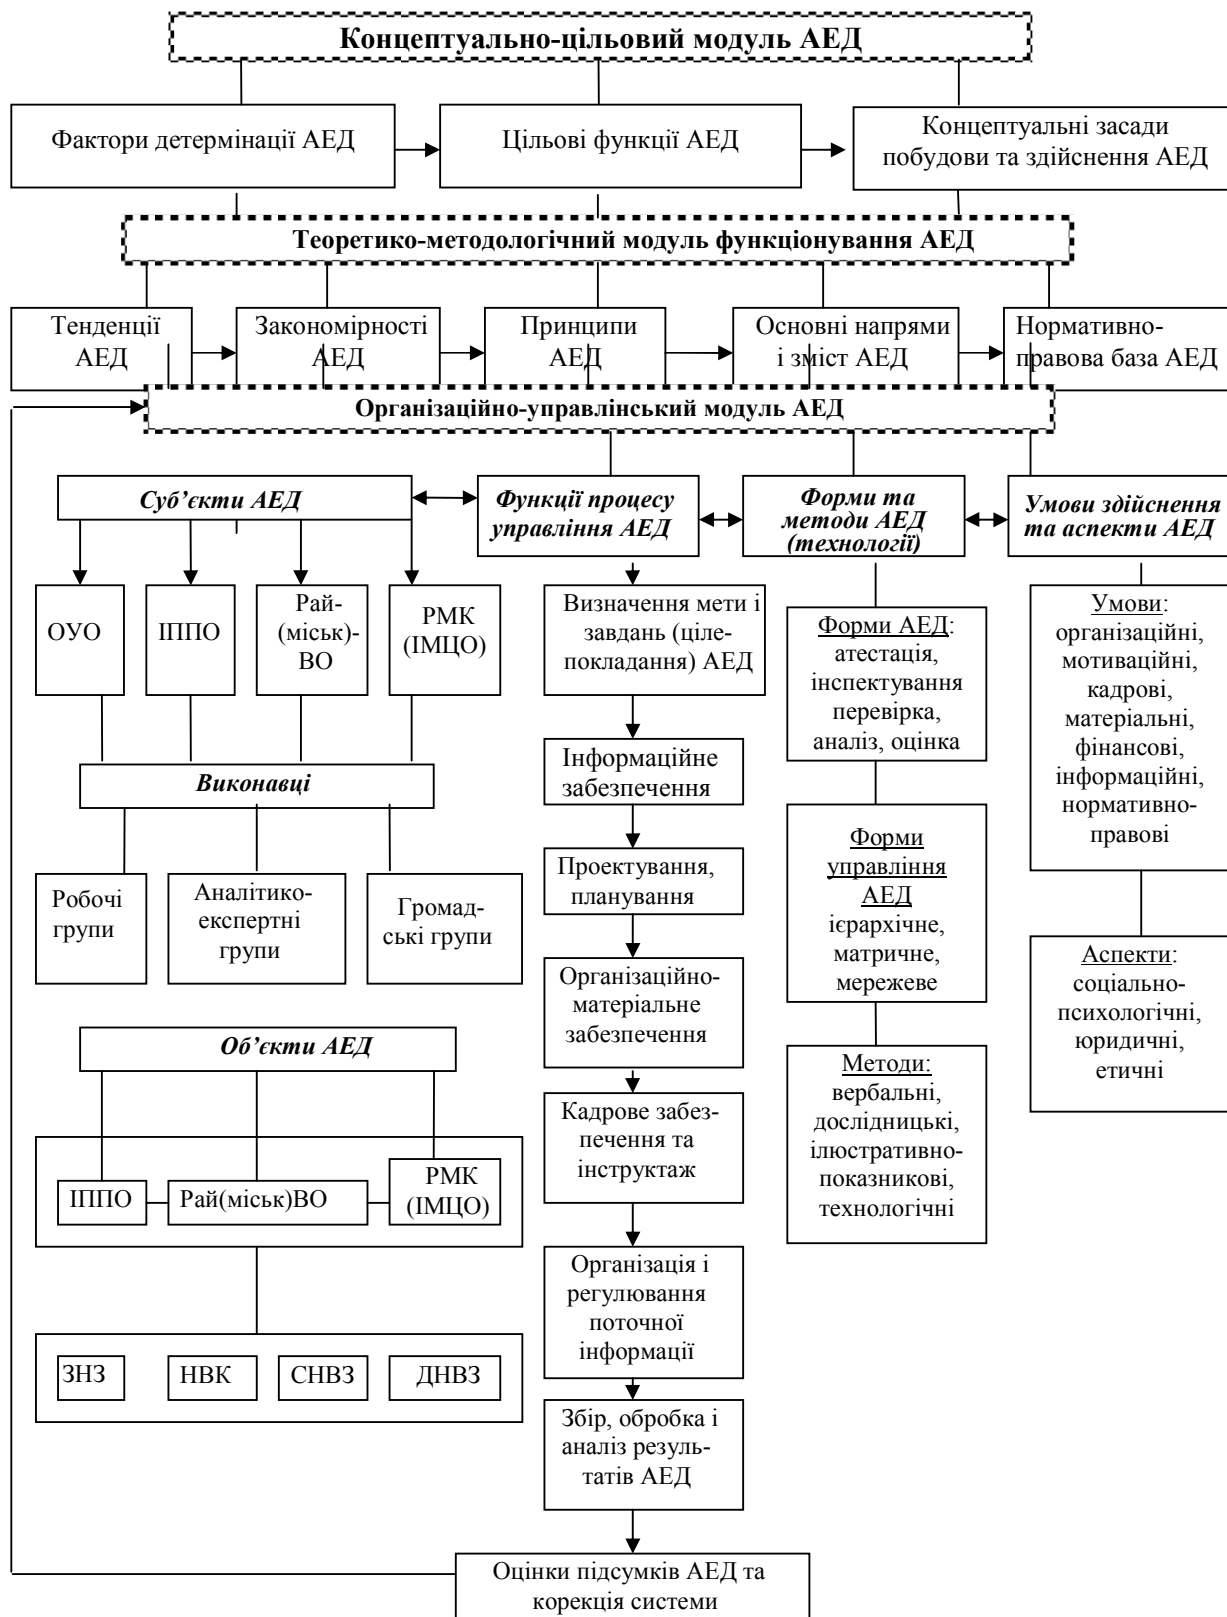 Концептуально-цільовий модуль АЕД
Фактори детермінації АЕД
Цільові функції АЕД
Концептуальні засади
побудови та здійснення АЕД
Теоретико-методологічний модуль функціонування АЕД
Тенденції
АЕД
Закономірності
АЕД
Принципи
АЕД
Основні напрями
і зміст АЕД
Нормативно-
правова база АЕД
Організаційно-управлінський модуль АЕД
Суб’єкти АЕД
Функції процесу
управління АЕД
Форми та
методи АЕД
(технології)
Умови здійснення
та аспекти АЕД
ОУО
ІППО
Рай-
(міськ)-
ВО
РМК
(ІМЦО)
Виконавці
Робочі
групи
Аналітико-
експертні
групи
Громад-
ські групи
Об’єкти АЕД
ІППО
Рай(міськ)ВО
РМК
(ІМЦО)
ЗНЗ
НВК
СНВЗ
ДНВЗ
Визначення мети і
завдань (ціле-
покладання) АЕД
Інформаційне
забезпечення
Проектування,
планування
Організаційно-
матеріальне
забезпечення
Кадрове забез-
печення та
інструктаж
Організація і
регулювання
поточної
інформації
Збір, обробка і
аналіз резуль-
татів АЕД
Оцінки підсумків АЕД та
корекція системи
Форми АЕД:
атестація,
інспектування
перевірка,
аналіз, оцінка
Форми
управління
АЕД
ієрархічне,
матричне,
мережеве
Методи:
вербальні,
дослідницькі,
ілюстративно-
показникові,
технологічні
Умови:
організаційні,
мотиваційні,
кадрові,
матеріальні,
фінансові,
інформаційні,
нормативно-
правові
Аспекти:
соціально-
психологічні,
юридичні,
етичні